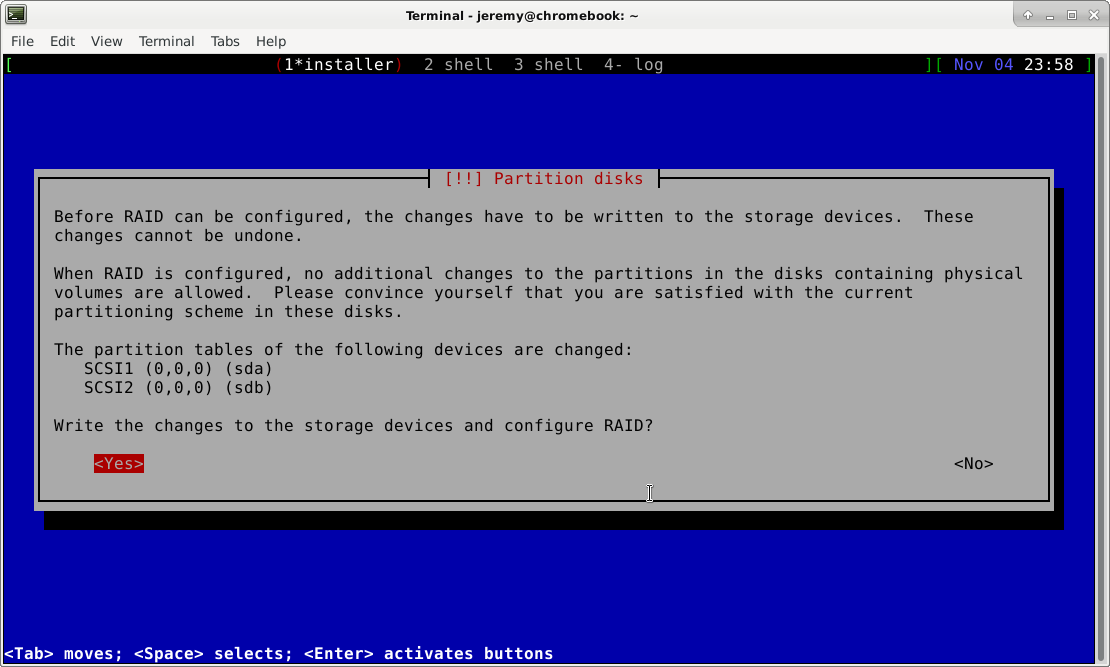 Terminal - jeremy@chromebook: ~
File Edit View Terminal Tabs Help
[ (1*installer) 2 shell 3 shell 4- log ][ Nov 04 23:58 ]
[!!] Partition disks
Before RAID can be configured, the changes have to be written to the storage devices. These
changes cannot be undone.
When RAID is configured, no additional changes to the partitions in the disks containing physical
volumes are allowed. Please convince yourself that you are satisfied with the current
partitioning scheme in these disks.
The partition tables of the following devices are changed:
SCSI1 (0,0,0) (sda)
SCSI2 (0,0,0) (sdb)
Write the changes to the storage devices and configure RAID?
<Yes> <No>
<Tab> moves; <Space> selects; <Enter> activates buttons